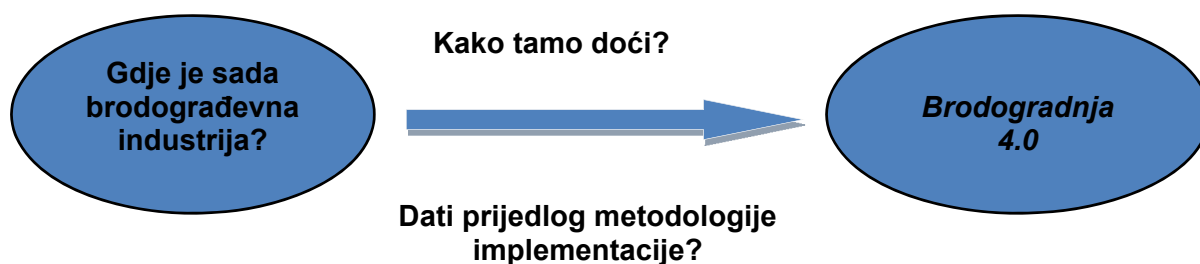 Gdje je sada
brodograđevna
industrija?
Kako tamo doći?
Dati prijedlog metodologije
implementacije?
Brodogradnja
4.0